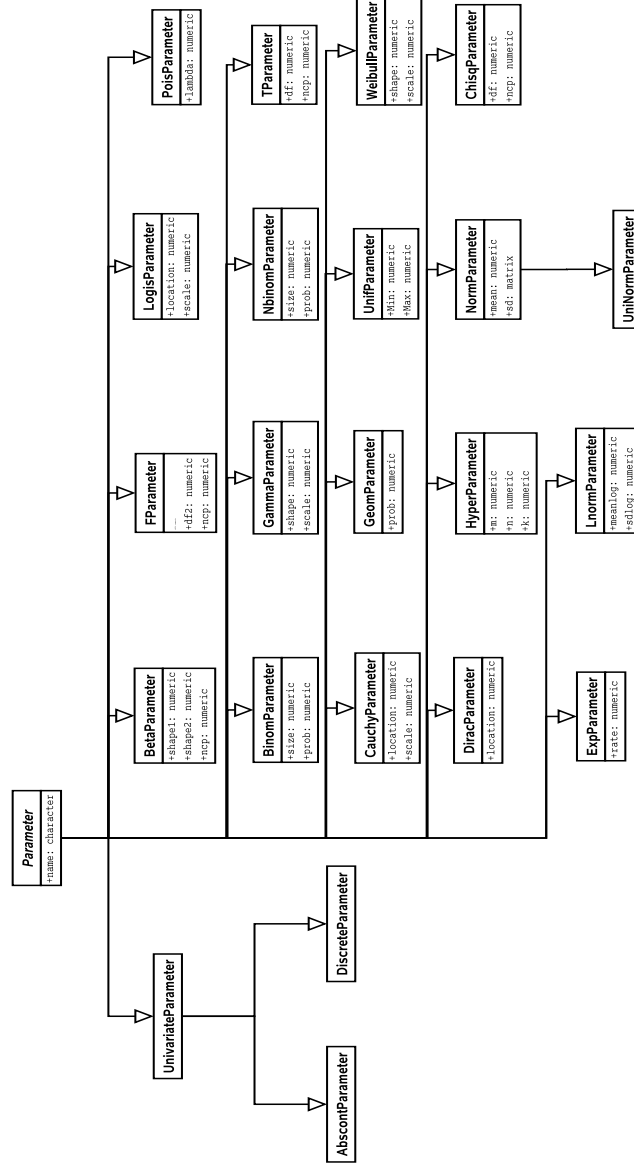 Parameter
+name: character
UnivariateParameter
AbscontParameter
DiscreteParameter
BetaParameter
+shape1: numeric
+shape2: numeric
+ncp: numeric
FParameter
+df2: numeric
+ncp: numeric
LogisParameter
+location: numeric
+scale: numeric
PoisParameter
+lambda: numeric
BinomParameter
+size: numeric
+prob: numeric
GammaParameter
+shape: numeric
+scale: numeric
NbinomParameter
+size: numeric
+prob: numeric
TParameter
+df: numeric
+ncp: numeric
CauchyParameter
+location: numeric
+scale: numeric
GeomParameter
+prob: numeric
UnifParameter
+Min: numeric
+Max: numeric
WeibullParameter
+shape: numeric
+scale: numeric
DiracParameter
+location: numeric
HyperParameter
+m: numeric
+n: numeric
+k: numeric
NormParameter
+mean: numeric
+sd: matrix
ChisqParameter
+df: numeric
+ncp: numeric
ExpParameter
+rate: numeric
LnormParameter
+meanlog: numeric
+sdlog: numeric
UniNormParameter